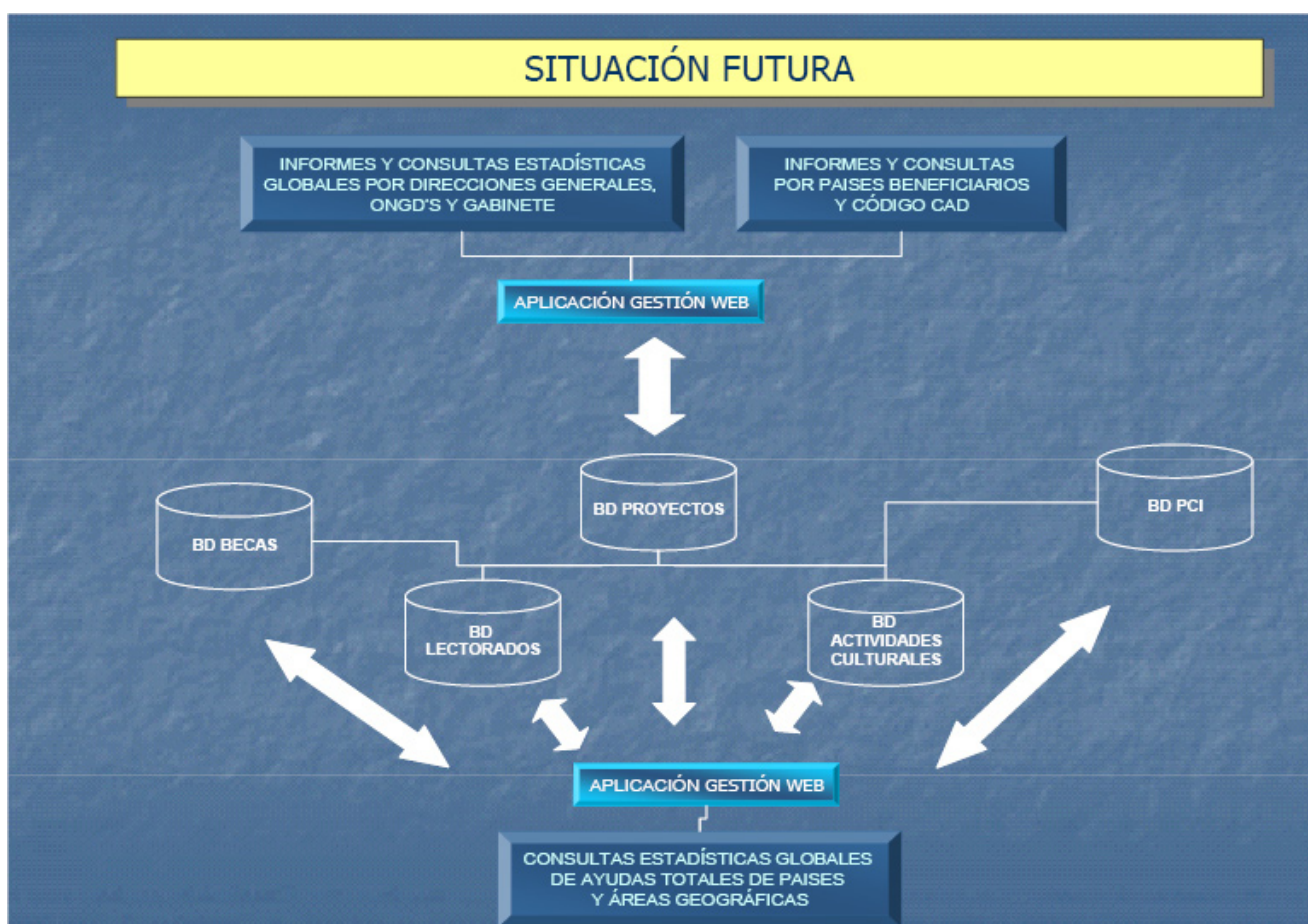 SITUACIÓN FUTURA
INFORMES Y CONSULTAS ESTADÍSTICAS
GLOBALES POR DIRECCIONES GENERALES,
ONGD'S Y GABINETE
INFORMES Y CONSULTAS
POR PAISES BENEFICIARIOS
Y CÓDIGO CAD
APLICACIÓN GESTIÓN WEB
BD PROYECTOS
BD PCI
BD BECAS
BD
LECTORADOS
BD
ACTIVIDADES
CULTURALES
APLICACIÓN GESTIÓN WEB
CONSULTAS ESTADÍSTICAS GLOBALES
DE AYUDAS TOTALES DE PAISES
Y ÁREAS GEOGRÁFICAS